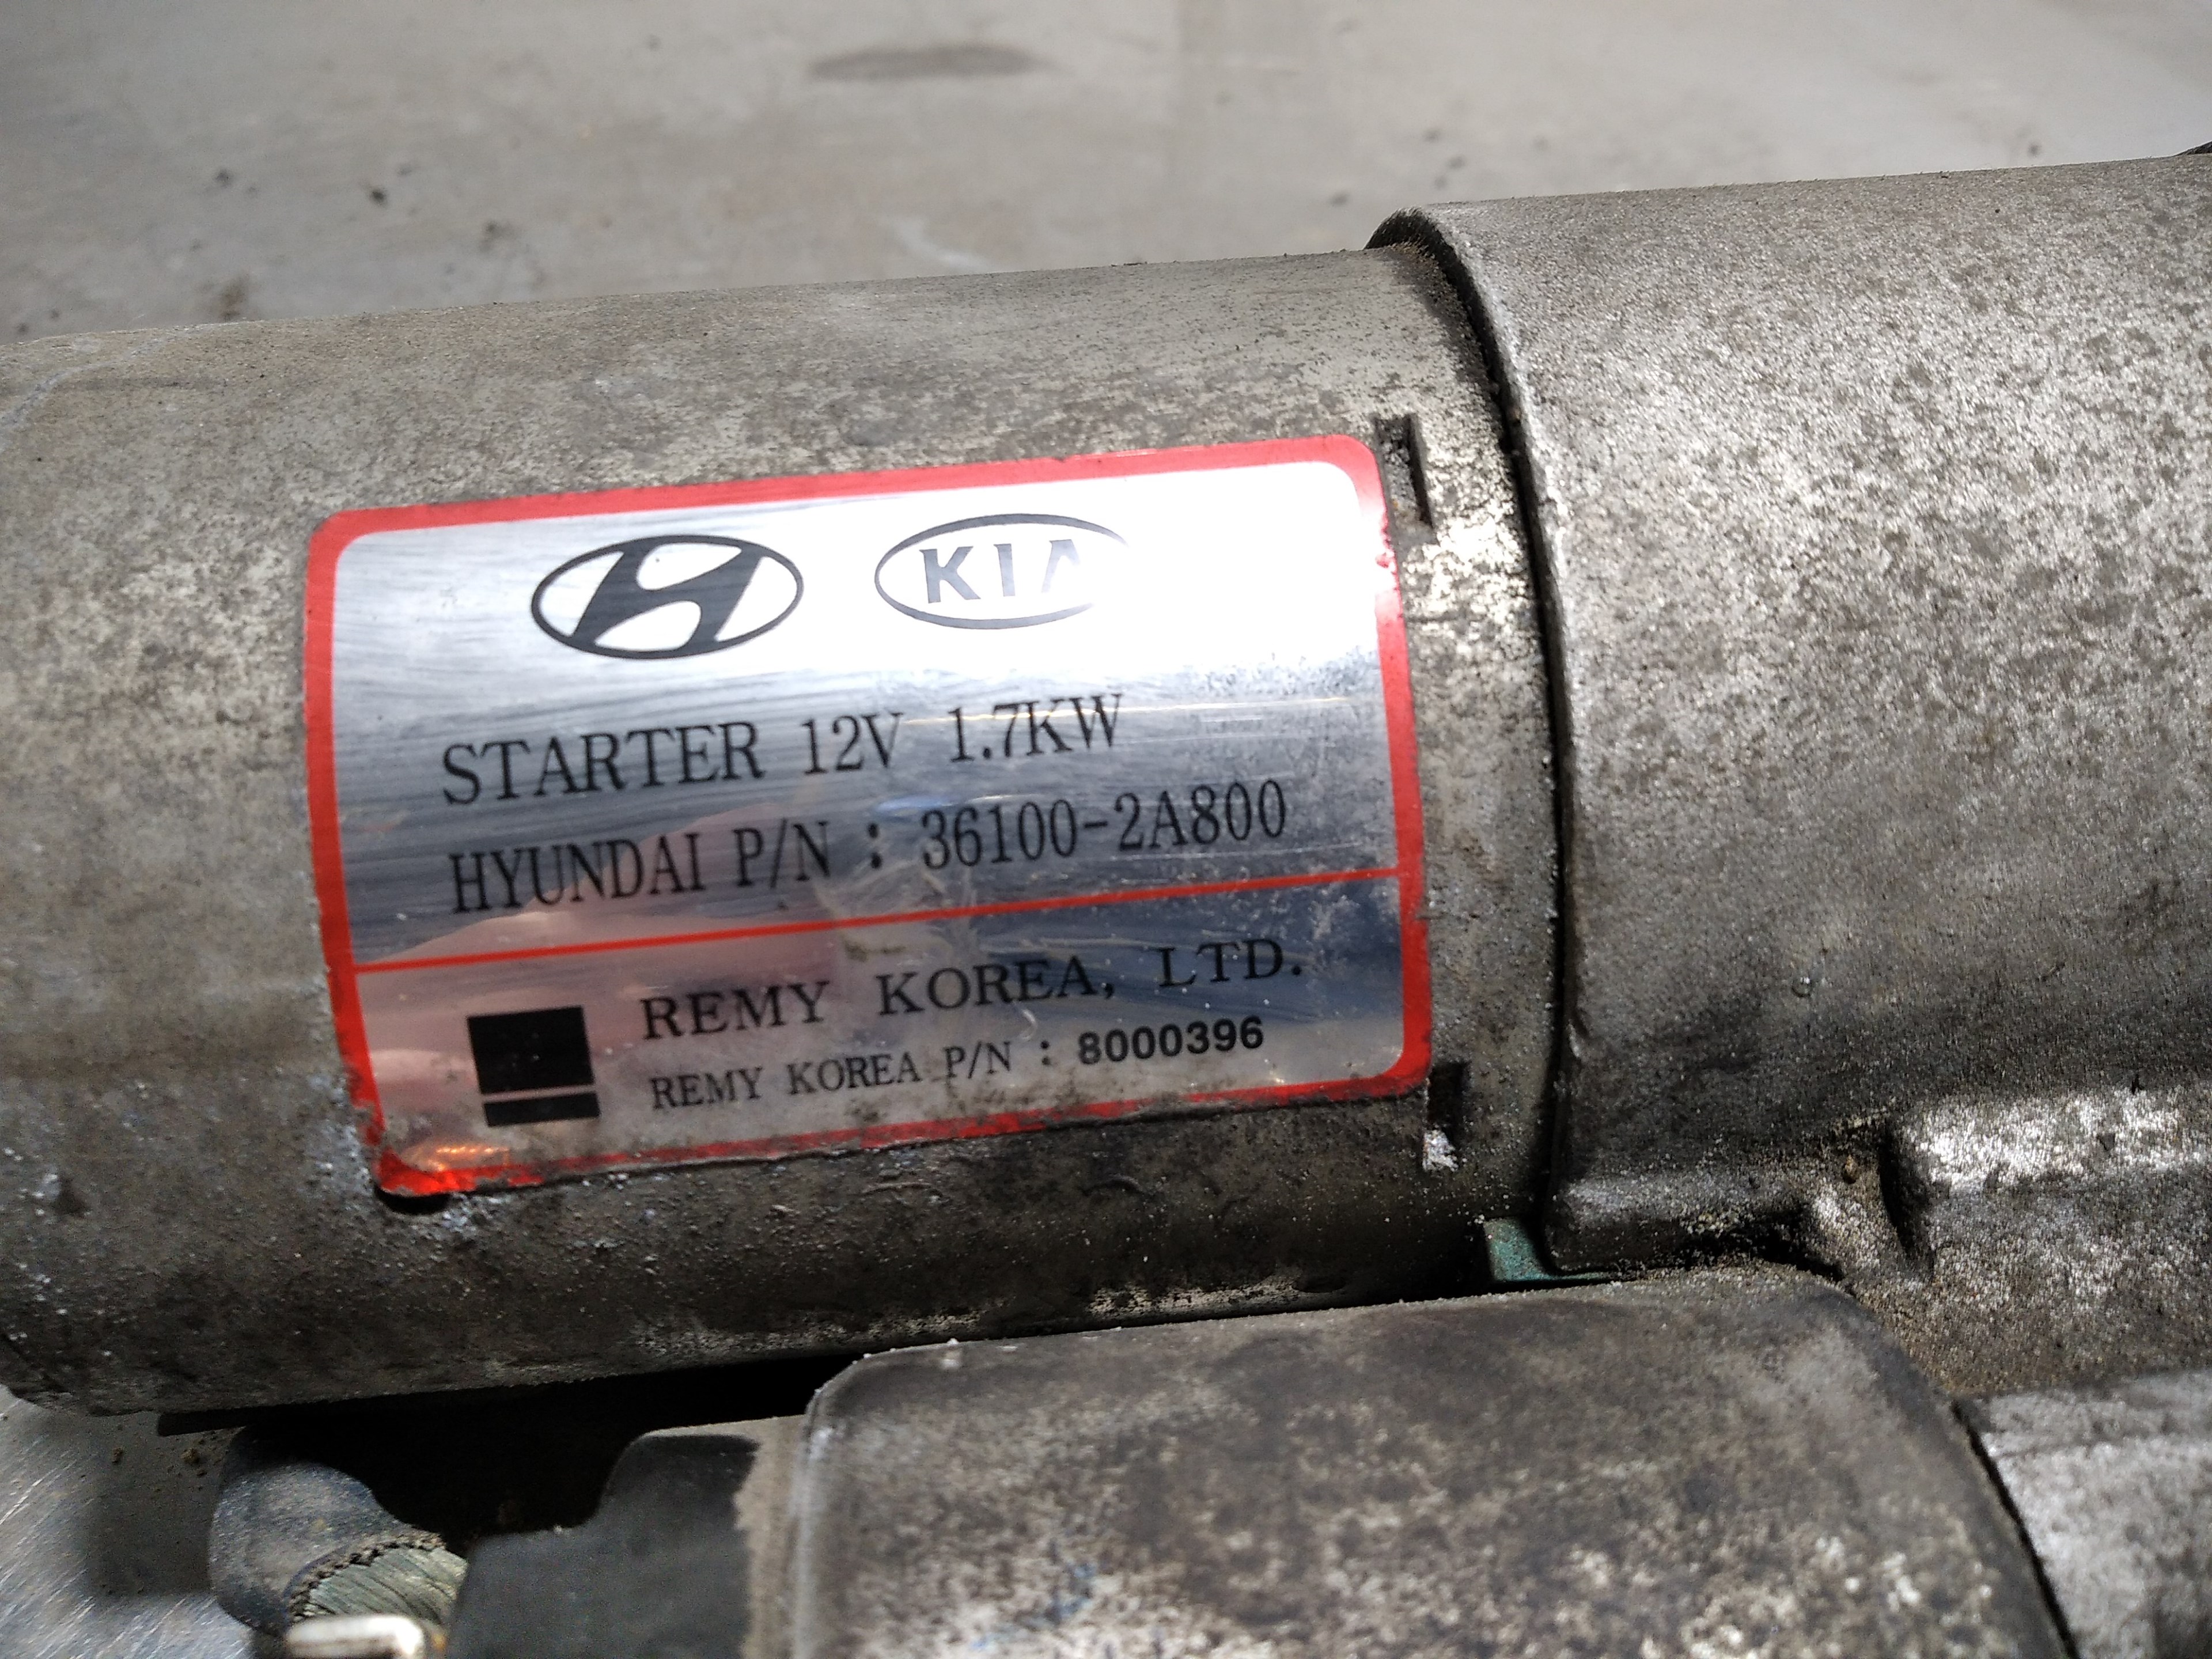 KIA
STARTER 12V 1.7KW
HYUNDAI P/N : 36100-2A800
REMY KOREA, LTD.
REMY KOREA P/N : 8000396